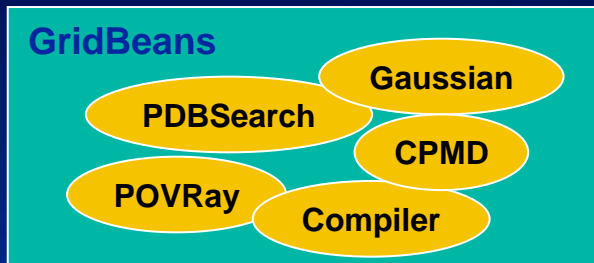 GridBeans
Gaussian
PDBSearch
CPMD
POVRay
Compiler